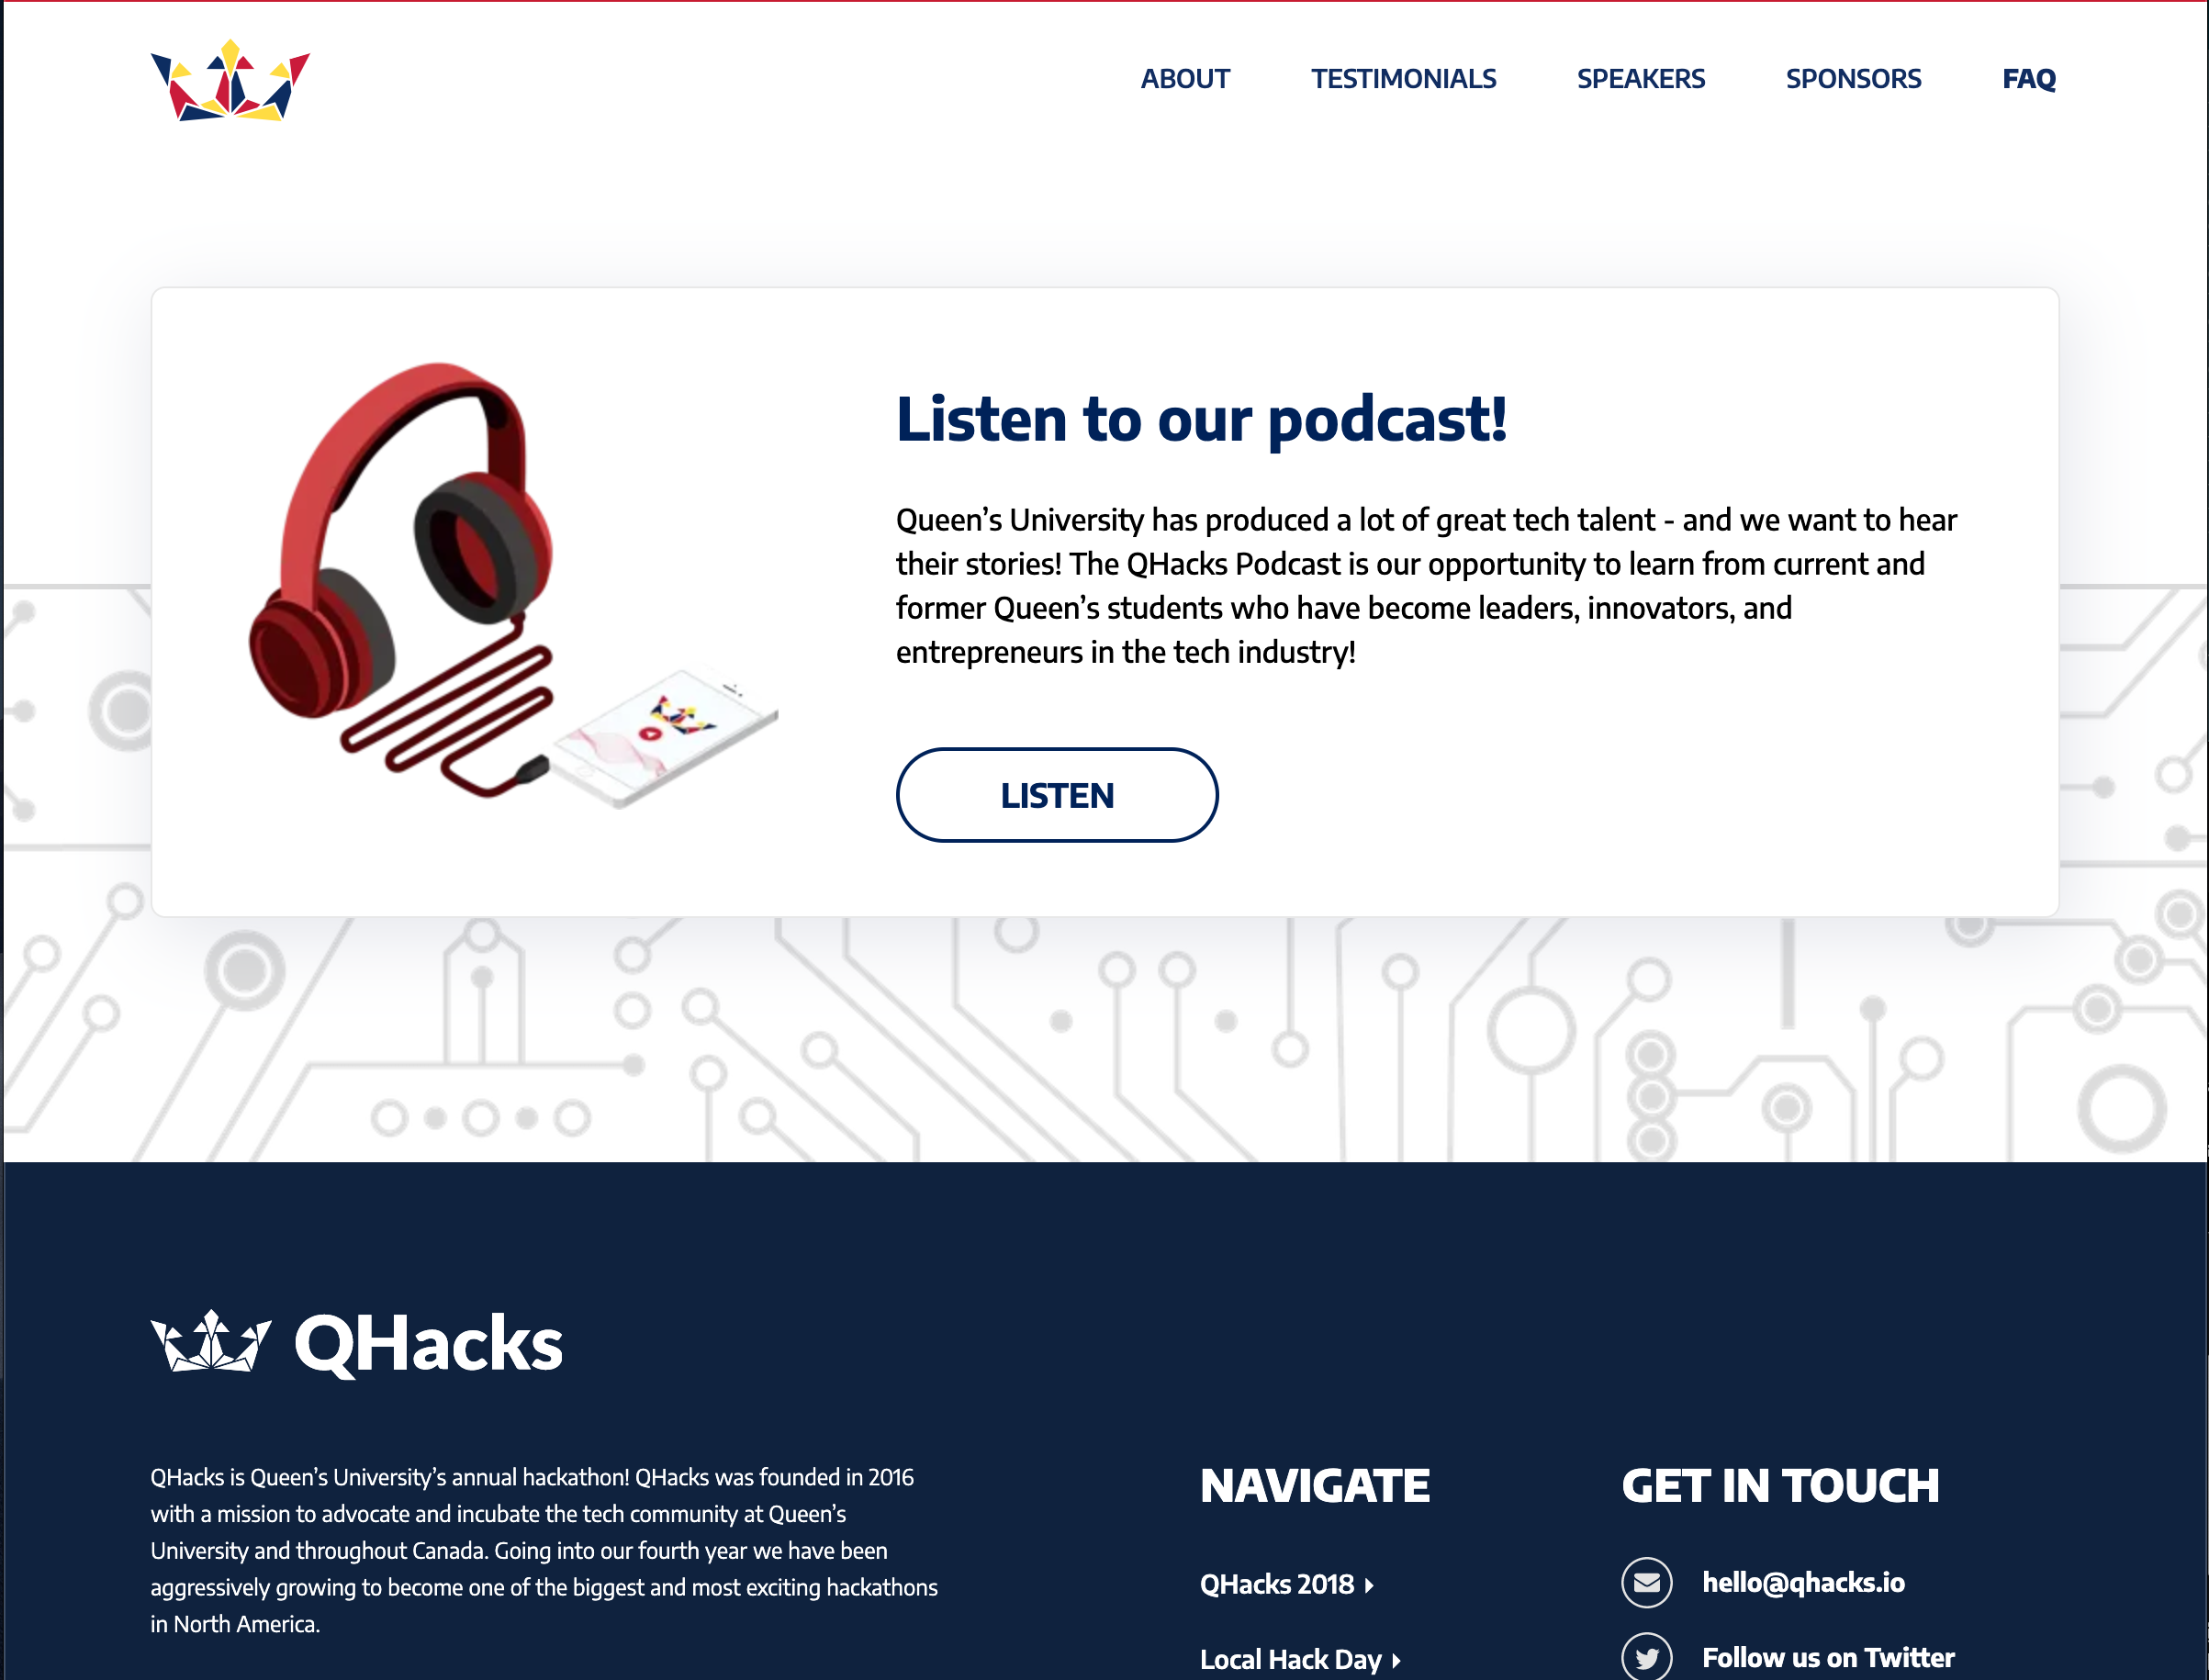 ABOUT TESTIMONIALS SPEAKERS SPONSORS FAQ
Listen to our podcast!
Queen’s University has produced a lot of great tech talent - and we want to hear
their stories! The QHacks Podcast is our opportunity to learn from current and
former Queen’s students who have become leaders, innovators, and
entrepreneurs in the tech industry!
LISTEN
QHacks
QHacks is Queen’s University’s annual hackathon! QHacks was founded in 2016
with a mission to advocate and incubate the tech community at Queen’s
University and throughout Canada. Going into our fourth year we have been
aggressively growing to become one of the biggest and most exciting hackathons
in North America.
NAVIGATE
QHacks 2018
Local Hack Day
GET IN TOUCH
hello@qhacks.io
Follow us on Twitter